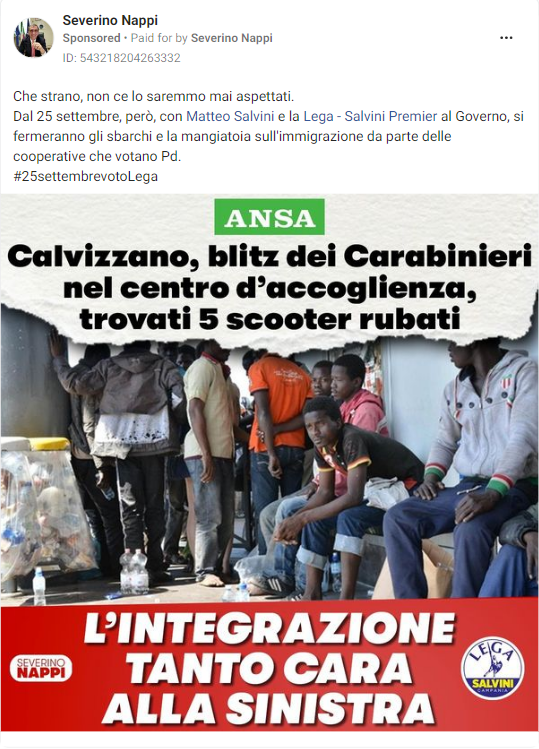 Severino Nappi
Sponsored • Paid for by Severino Nappi
ID: 543218204263332
Che strano, non ce lo saremmo mai aspettati.
Dal 25 settembre, però, con Matteo Salvini e la Lega - Salvini Premier al Governo, si
fermeranno gli sbarchi e la mangiatoia sull'immigrazione da parte delle
cooperative che votano Pd.
#25settembrevotoLega
ANSA
Calvizzano, blitz dei Carabinieri
nel centro d'accoglienza,
trovati 5 scooter rubati
L'INTEGRAZIONE
TANTO CARA
ALLA SINISTRA
SEVERINO
NAPPI
LEGA
SALVINI
CAMPANIA